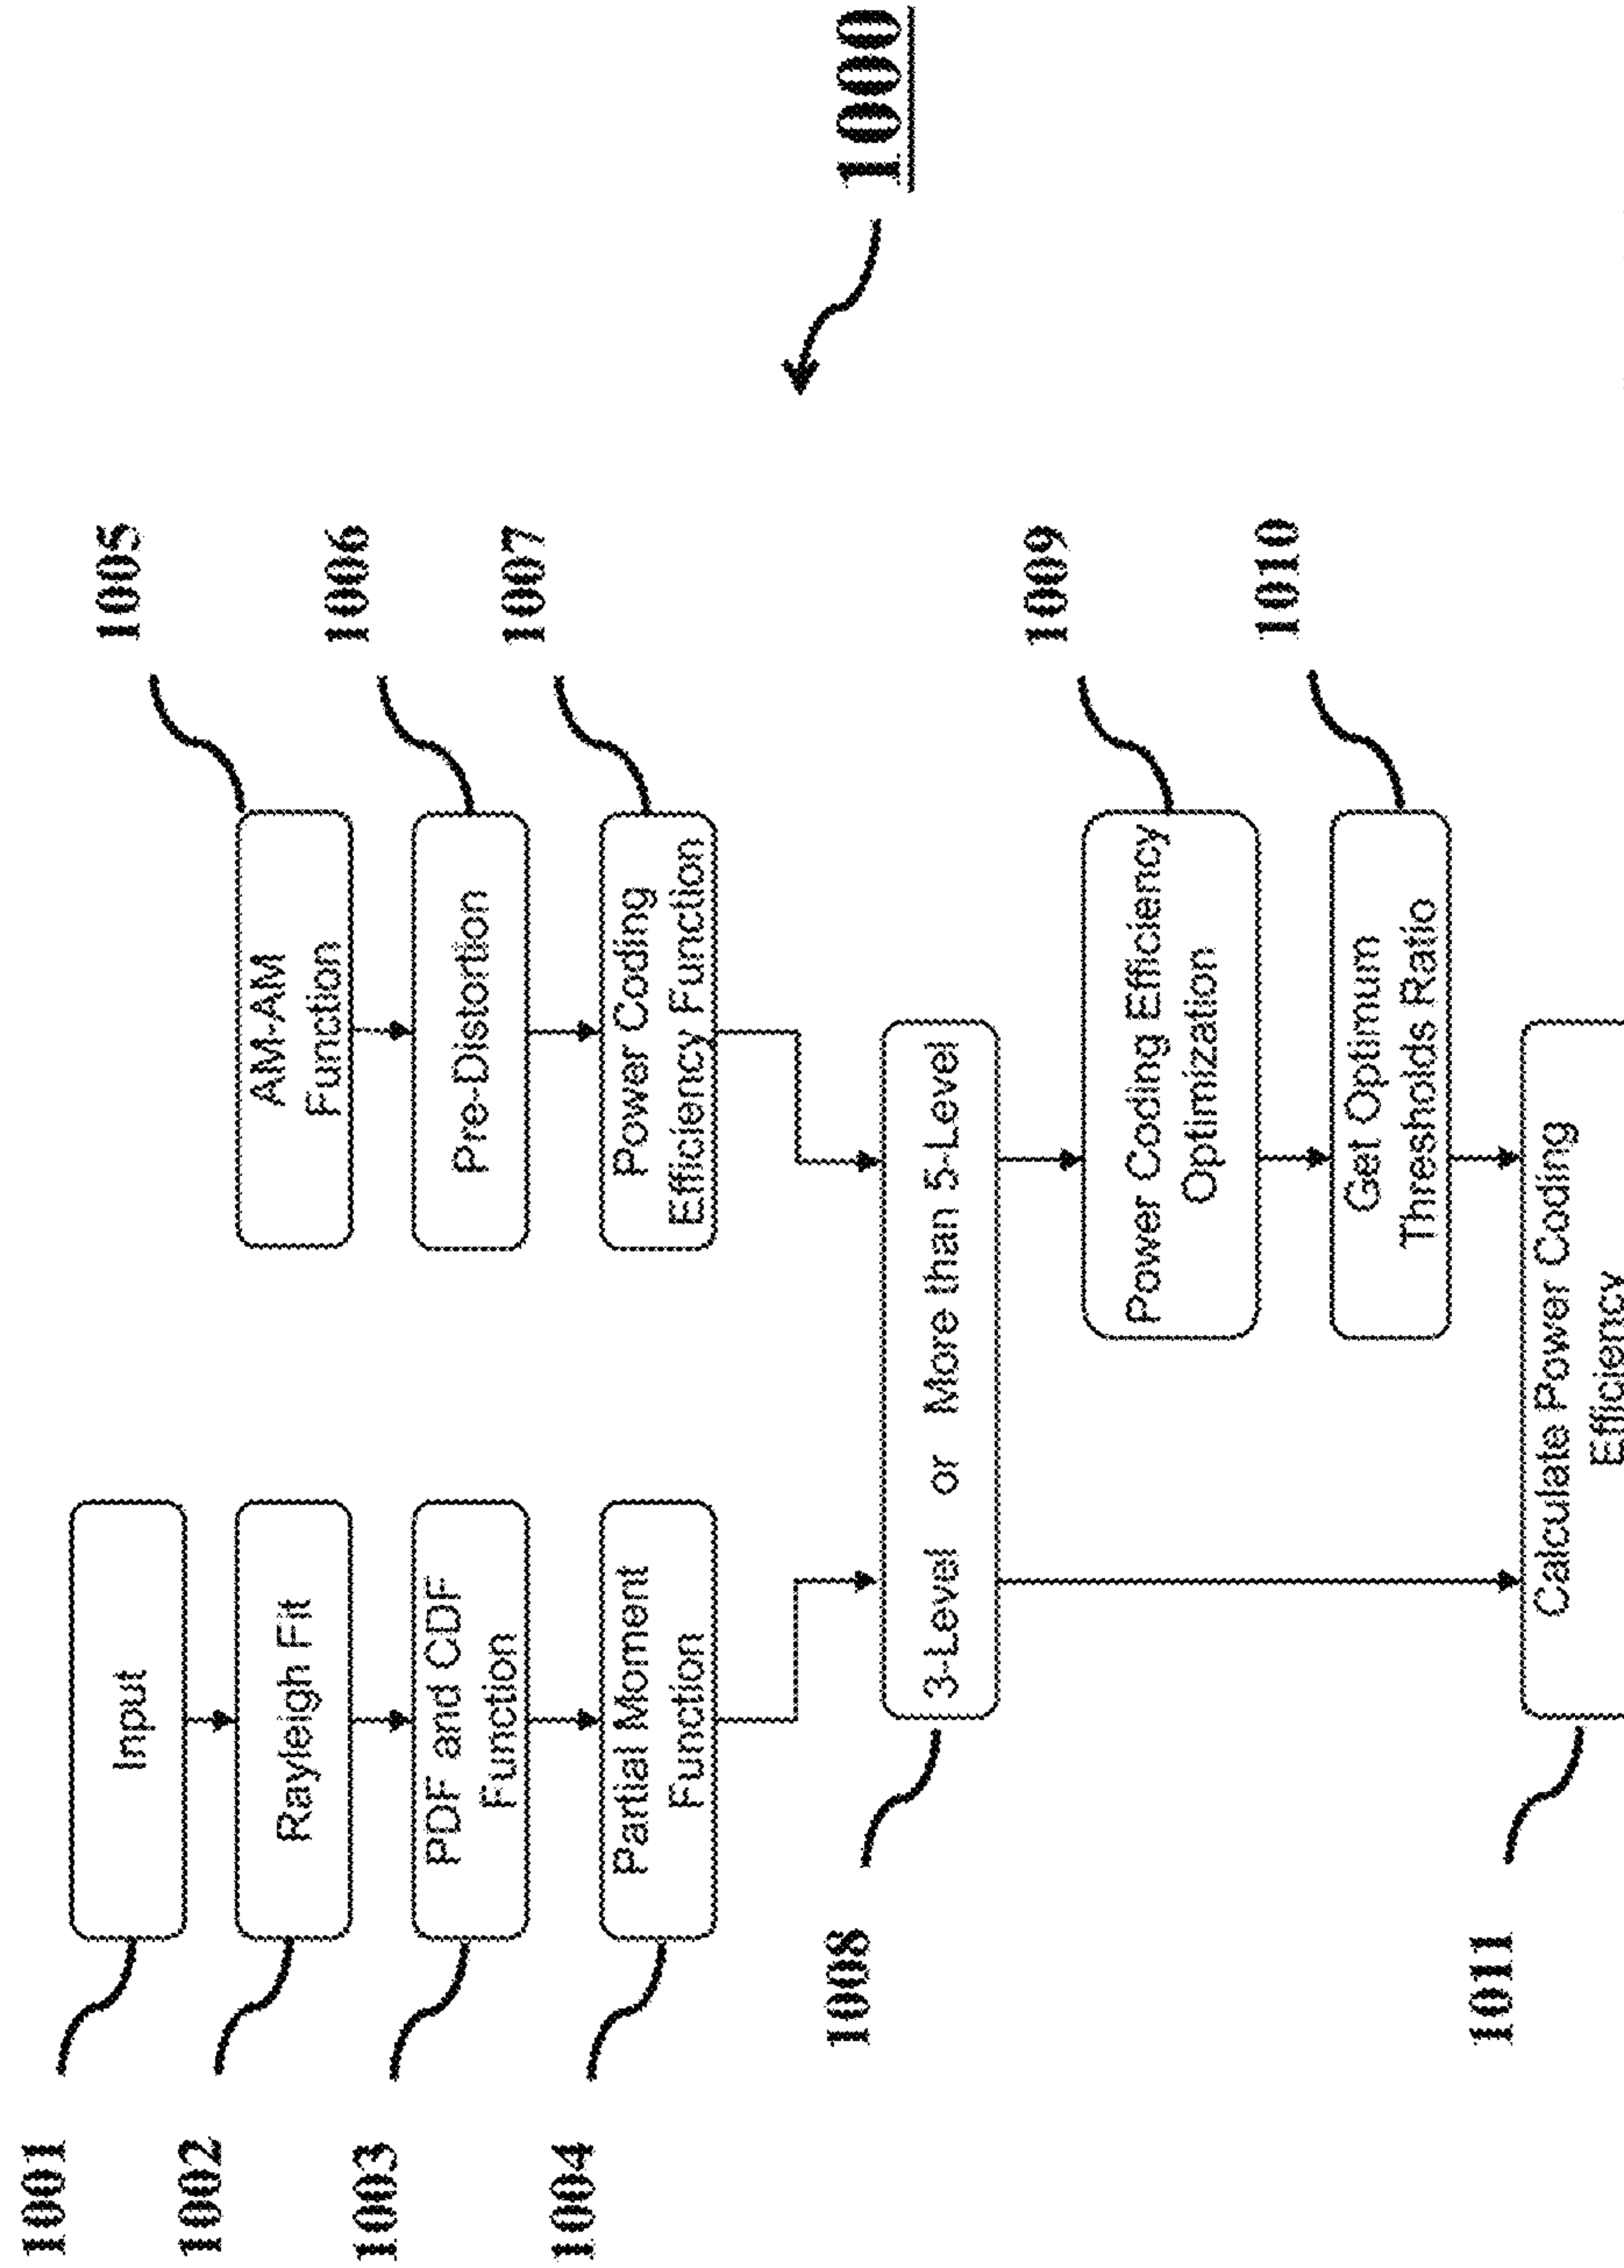 1000
1001
Input
1002
Rayleigh Fit
1005
AM-AM
Function
1003
PDF and CDF
Function
1006
Pre-Distortion
1004
Partial Moment
Function
1007
Power Coding
Efficiency Function
1008
3-Level or More than 5-Level
1009
Power Coding Efficiency
Optimization
1010
Get Optimum
Thresholds Ratio
1011
Calculate Power Coding
Efficiency